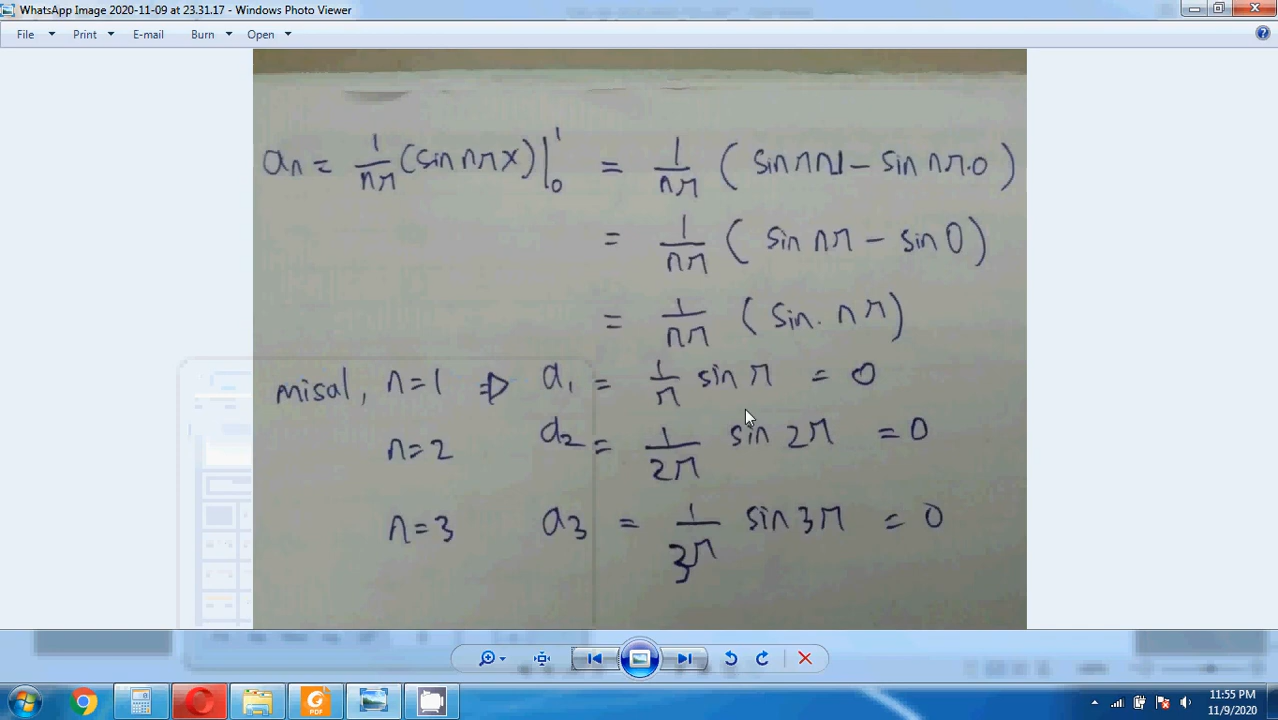 WhatsApp Image 2020-11-09 at 23.31.17 - Windows Photo Viewer
File Print E-mail Burn Open
aₙ = 1/nπ (sin nπx)|₀¹ = 1/nπ (sin πn1 - sin nπ.0)
= 1/nπ (sin nπ - sin 0)
= 1/nπ (sin. nπ)
misal, n=1 ⇒ a₁ = 1/π sin π = 0
n=2 a₂ = 1/2π sin 2π = 0
n=3 a₃ = 1/3π sin 3π = 0
PDF
11:55 PM
11/9/2020